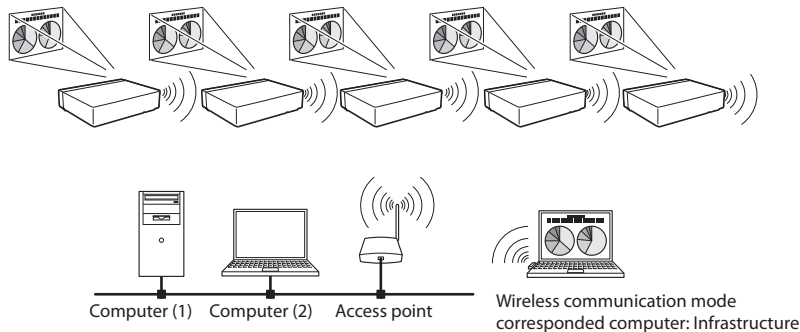 Computer (1) Computer (2) Access point
Wireless communication mode
corresponded computer: Infrastructure